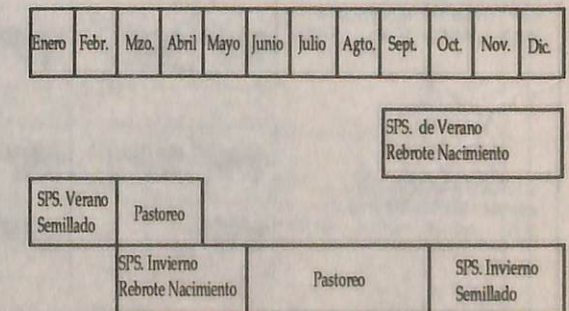 Enero Febr. Mzo. Abril Mayo Junio Julio Agto. Sept. Oct. Nov. Dic.
SPS. de Verano
Rebrote Nacimiento
SPS. Verano
Semillado
Pastoreo
SPS. Invierno
Rebrote Nacimiento
Pastoreo
SPS. Invierno
Semillado